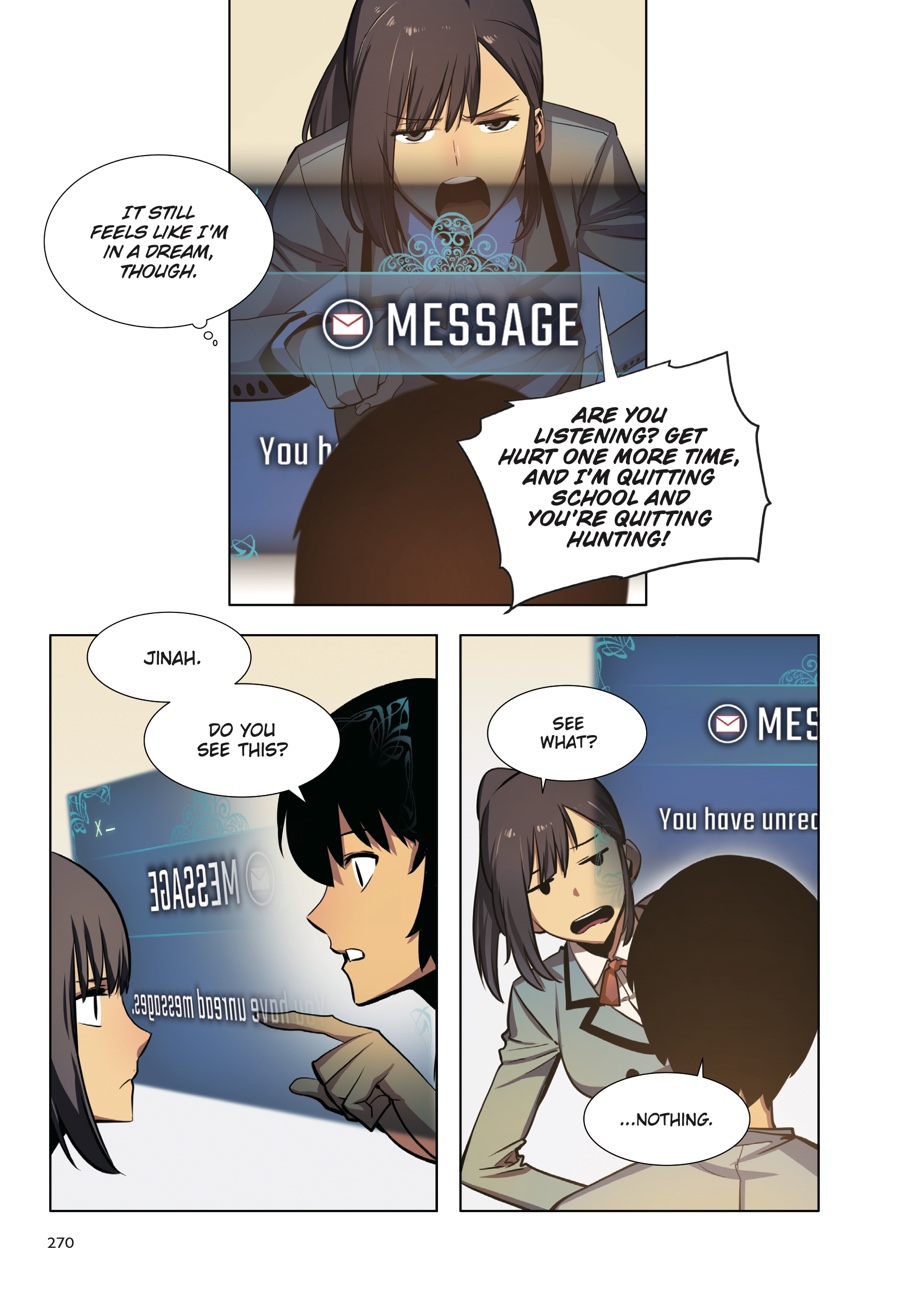 IT STILL
FEELS LIKE I'M
IN A DREAM,
THOUGH.
MESSAGE
You h
ARE YOU
LISTENING? GET
HURT ONE MORE TIME,
AND I'M QUITTING
SCHOOL AND
YOU'RE QUITTING
HUNTING!
JINAH.
DO YOU
SEE THIS?
X –
MESSAGE
You have unread messages.
SEE
WHAT?
MES
You have unread
...NOTHING.
270